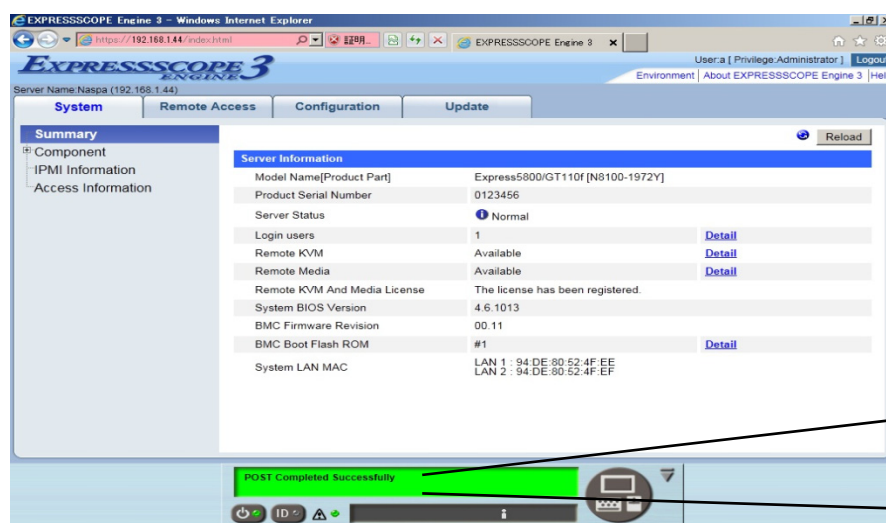 EXPRESSSCOPE Engine 3 - Windows Internet Explorer
https://192.168.1.44/index.html
EXPRESSSCOPE Engine 3
EXPRESSSCOPE
ENGINE 3
User:a [ Privilege:Administrator ] Logou
Environment | About EXPRESSSCOPE Engine 3 | Hel
Server Name:Naspa (192.168.1.44)
System Remote Access Configuration Update
Summary
Component
IPMI Information
Access Information
Reload
Server Information
Model Name[Product Part] Express5800/GT110f [N8100-1972Y]
Product Serial Number 0123456
Server Status Normal
Login users 1 Detail
Remote KVM Available Detail
Remote Media Available Detail
Remote KVM And Media License The license has been registered.
System BIOS Version 4.6.1013
BMC Firmware Revision 00.11
BMC Boot Flash ROM #1 Detail
System LAN MAC LAN 1 : 94:DE:80:52:4F:EE
LAN 2 : 94:DE:80:52:4F:EF
POST Completed Successfully
ID